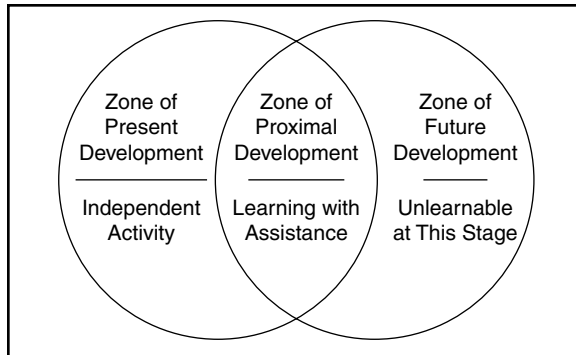 Zone of
Present
Development
Independent
Activity
Zone of
Proximal
Development
Learning with
Assistance
Zone of
Future
Development
Unlearnable
at This Stage